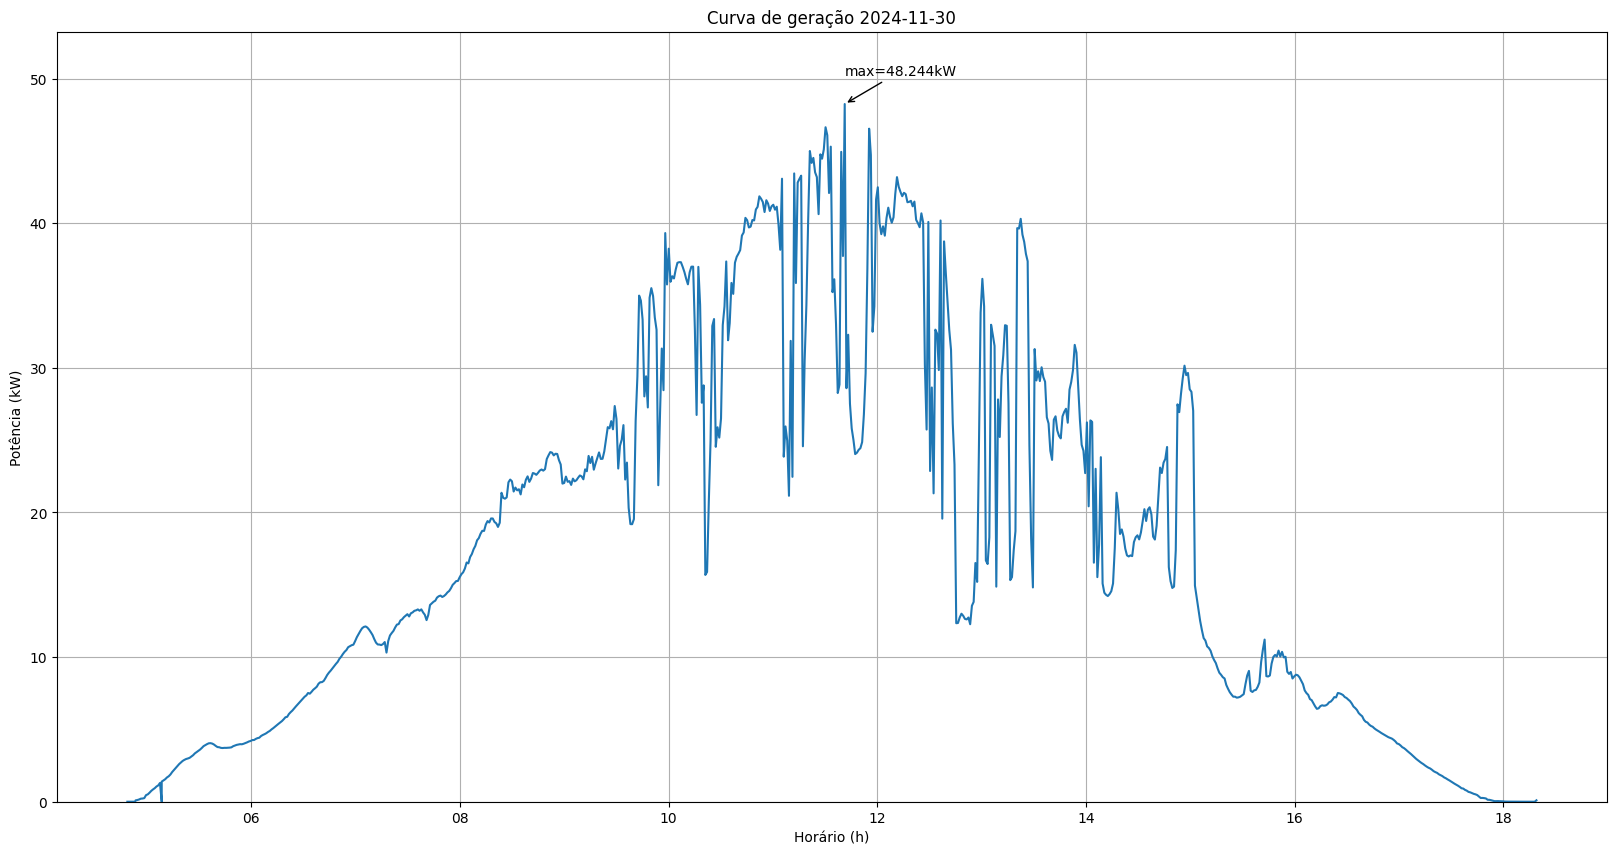 Curva de geração 2024-11-30
max=48.244kW
Potência (kW)
50
40
30
20
10
0
06 08 10 12 14 16 18
Horário (h)